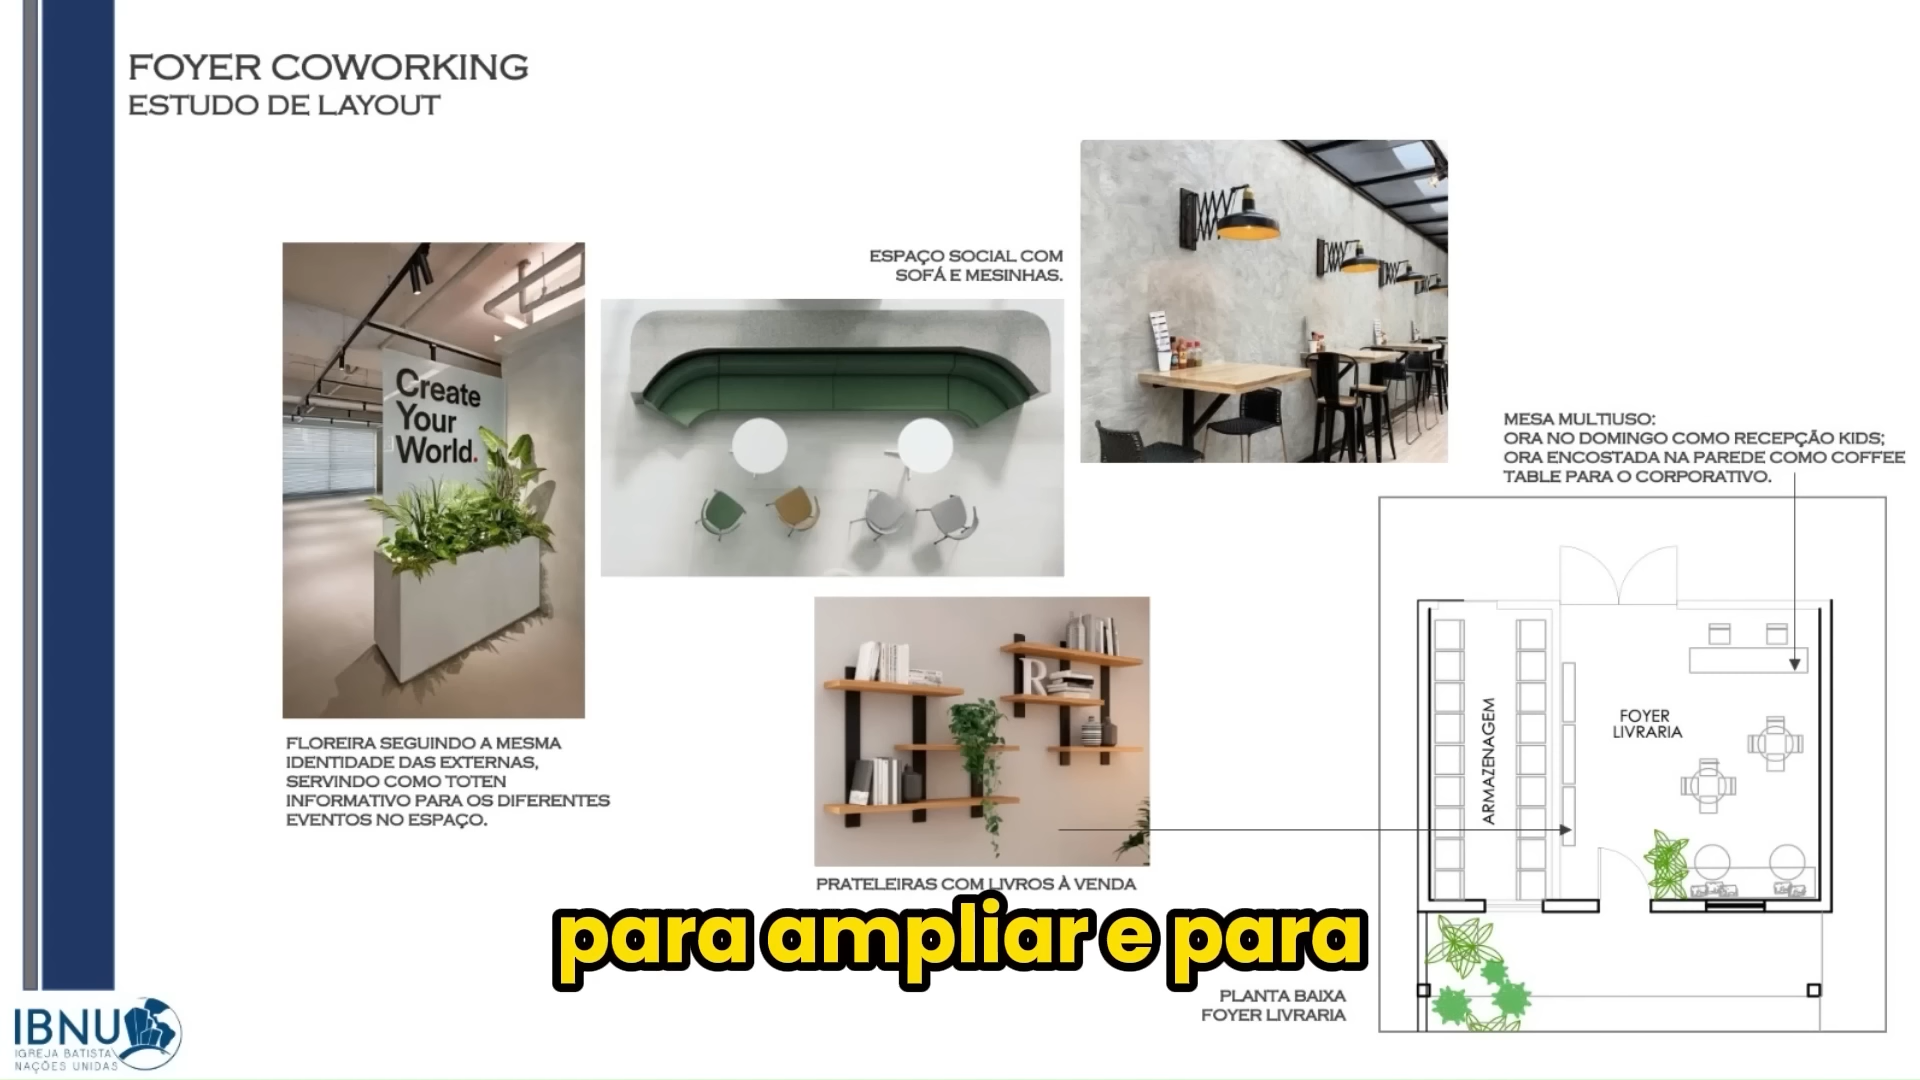 FOYER COWORKING
ESTUDO DE LAYOUT
ESPAÇO SOCIAL COM
SOFÁ E MESINHAS.
Create
Your
World.
MESA MULTIUSO:
ORA NO DOMINGO COMO RECEPÇÃO KIDS;
ORA ENCOSTADA NA PAREDE COMO COFFEE
TABLE PARA O CORPORATIVO.
R
FLOREIRA SEGUINDO A MESMA
IDENTIDADE DAS EXTERNAS,
SERVINDO COMO TOTEN
INFORMATIVO PARA OS DIFERENTES
EVENTOS NO ESPAÇO.
ARMAZENAGEM
FOYER
LIVRARIA
PRATELEIRAS COM LIVROS À VENDA
para ampliar e para
PLANTA BAIXA
FOYER LIVRARIA
IBNU
IGREJA BATISTA
NAÇÕES UNIDAS